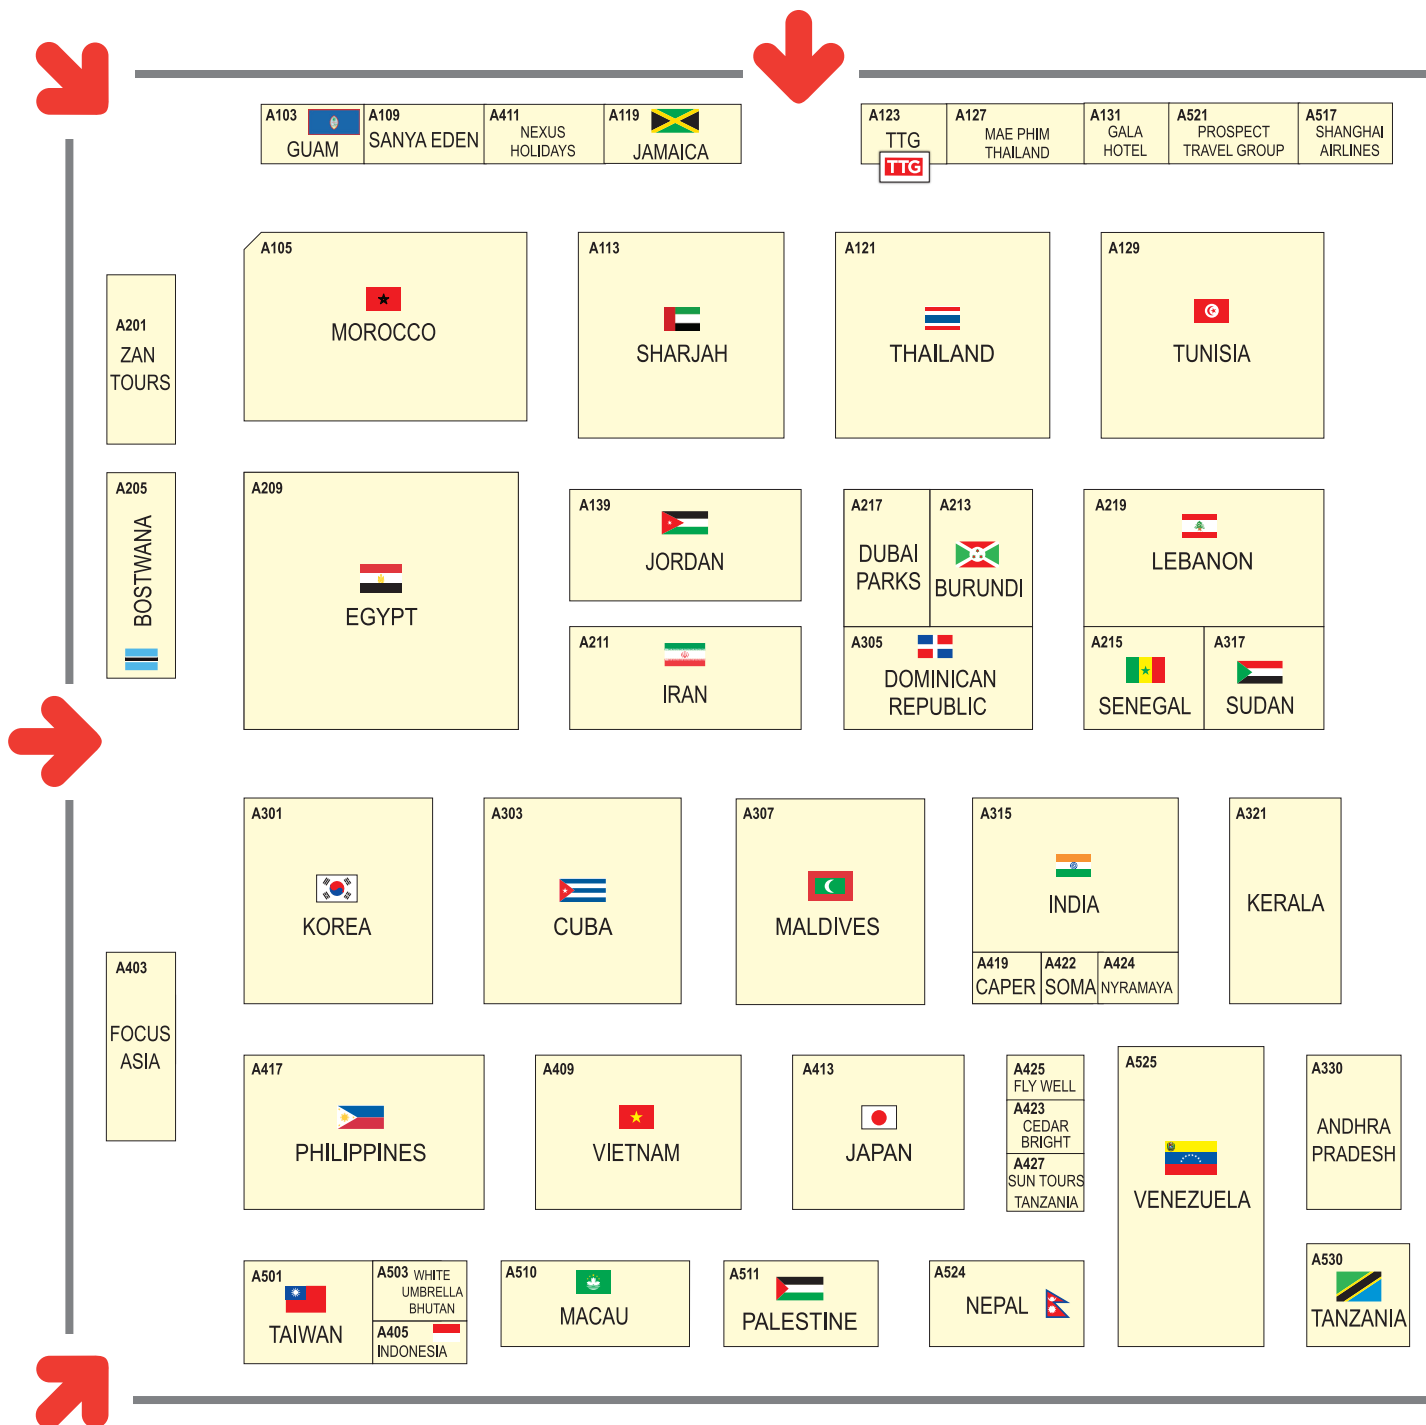 A103
GUAM
A109
SANYA EDEN
A411
NEXUS
HOLIDAYS
A119
JAMAICA
A123
TTG
TTG
A127
MAE PHIM
THAILAND
A131
GALA
HOTEL
A521
PROSPECT
TRAVEL GROUP
A517
SHANGHAI
AIRLINES
A105
MOROCCO
A113
SHARJAH
A121
THAILAND
A129
TUNISIA
A201
ZAN
TOURS
A205
BOSTWANA
A209
EGYPT
A139
JORDAN
A217
DUBAI
PARKS
A213
BURUNDI
A219
LEBANON
A211
IRAN
A305
DOMINICAN
REPUBLIC
A215
SENEGAL
A317
SUDAN
A301
KOREA
A303
CUBA
A307
MALDIVES
A315
INDIA
A321
KERALA
A419
CAPER
A422
SOMA
A424
NYRAMAYA
A403
FOCUS
ASIA
A417
PHILIPPINES
A409
VIETNAM
A413
JAPAN
A425
FLY WELL
A423
CEDAR
BRIGHT
A427
SUN TOURS
TANZANIA
A525
VENEZUELA
A330
ANDHRA
PRADESH
A501
TAIWAN
A503 WHITE
UMBRELLA
BHUTAN
A405
INDONESIA
A510
MACAU
A511
PALESTINE
A524
NEPAL
A530
TANZANIA